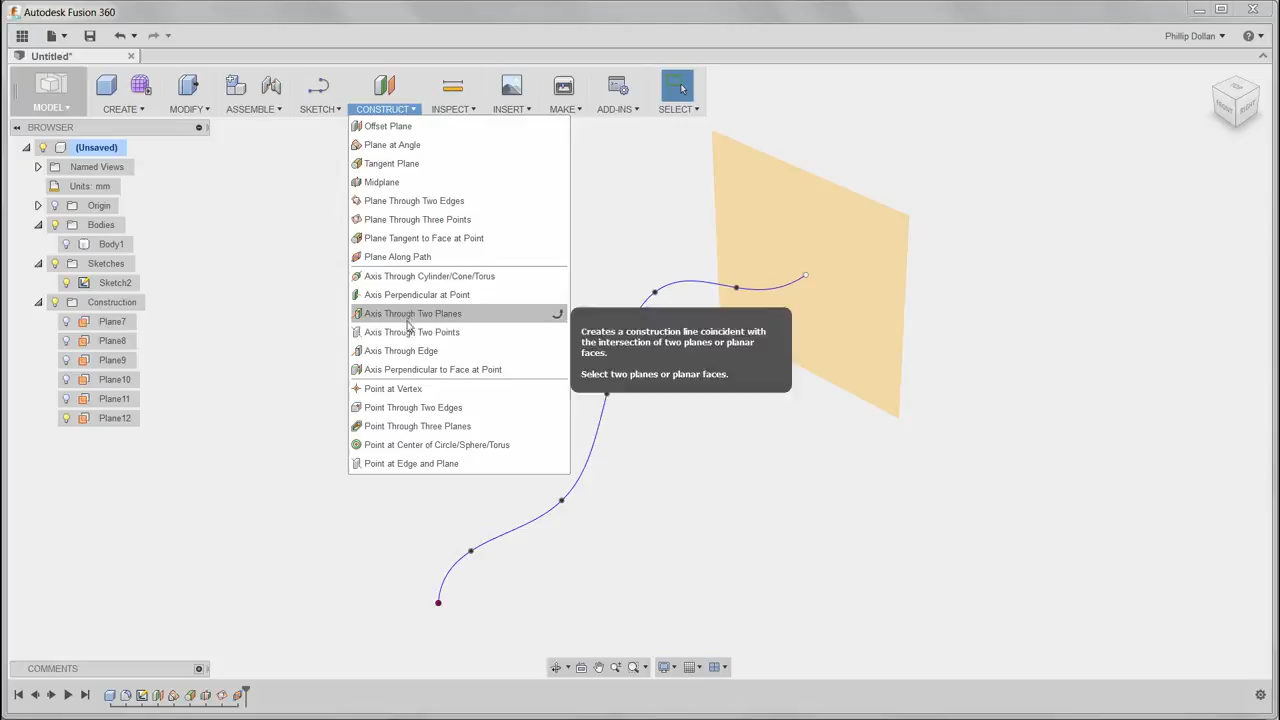 Autodesk Fusion 360
Phillip Dollan
Untitled*
MODEL
CREATE
MODIFY
ASSEMBLE
SKETCH
CONSTRUCT
INSPECT
INSERT
MAKE
ADD-INS
SELECT
FRONT
RIGHT
BROWSER
(Unsaved)
Named Views
Units: mm
Origin
Bodies
Body1
Sketches
Sketch2
Construction
Plane7
Plane8
Plane9
Plane10
Plane11
Plane12
Offset Plane
Plane at Angle
Tangent Plane
Midplane
Plane Through Two Edges
Plane Through Three Points
Plane Tangent to Face at Point
Plane Along Path
Axis Through Cylinder/Cone/Torus
Axis Perpendicular at Point
Axis Through Two Planes
Axis Through Two Points
Axis Through Edge
Axis Perpendicular to Face at Point
Point at Vertex
Point Through Two Edges
Point Through Three Planes
Point at Center of Circle/Sphere/Torus
Point at Edge and Plane
Creates a construction line coincident with
the intersection of two planes or planar
faces.
Select two planes or planar faces.
COMMENTS